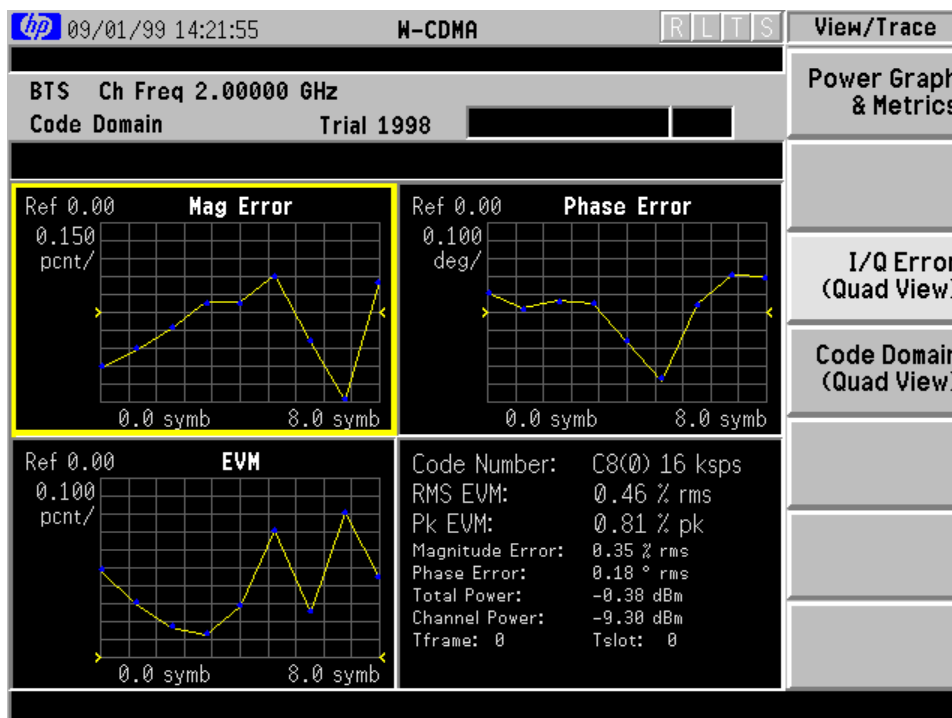 hp 09/01/99 14:21:55 W-CDMA R L T S View/Trace
BTS Ch Freq 2.00000 GHz
Code Domain Trial 1998
Power Graph
& Metrics
I/Q Error
(Quad View)
Code Domain
(Quad View)
Ref 0.00 Mag Error
0.150
pcnt/
0.0 symb 8.0 symb
Ref 0.00 Phase Error
0.100
deg/
0.0 symb 8.0 symb
Ref 0.00 EVM
0.100
pcnt/
0.0 symb 8.0 symb
Code Number: C8(0) 16 ksps
RMS EVM: 0.46 % rms
Pk EVM: 0.81 % pk
Magnitude Error: 0.35 % rms
Phase Error: 0.18 ° rms
Total Power: -0.38 dBm
Channel Power: -9.30 dBm
Tframe: 0 Tslot: 0